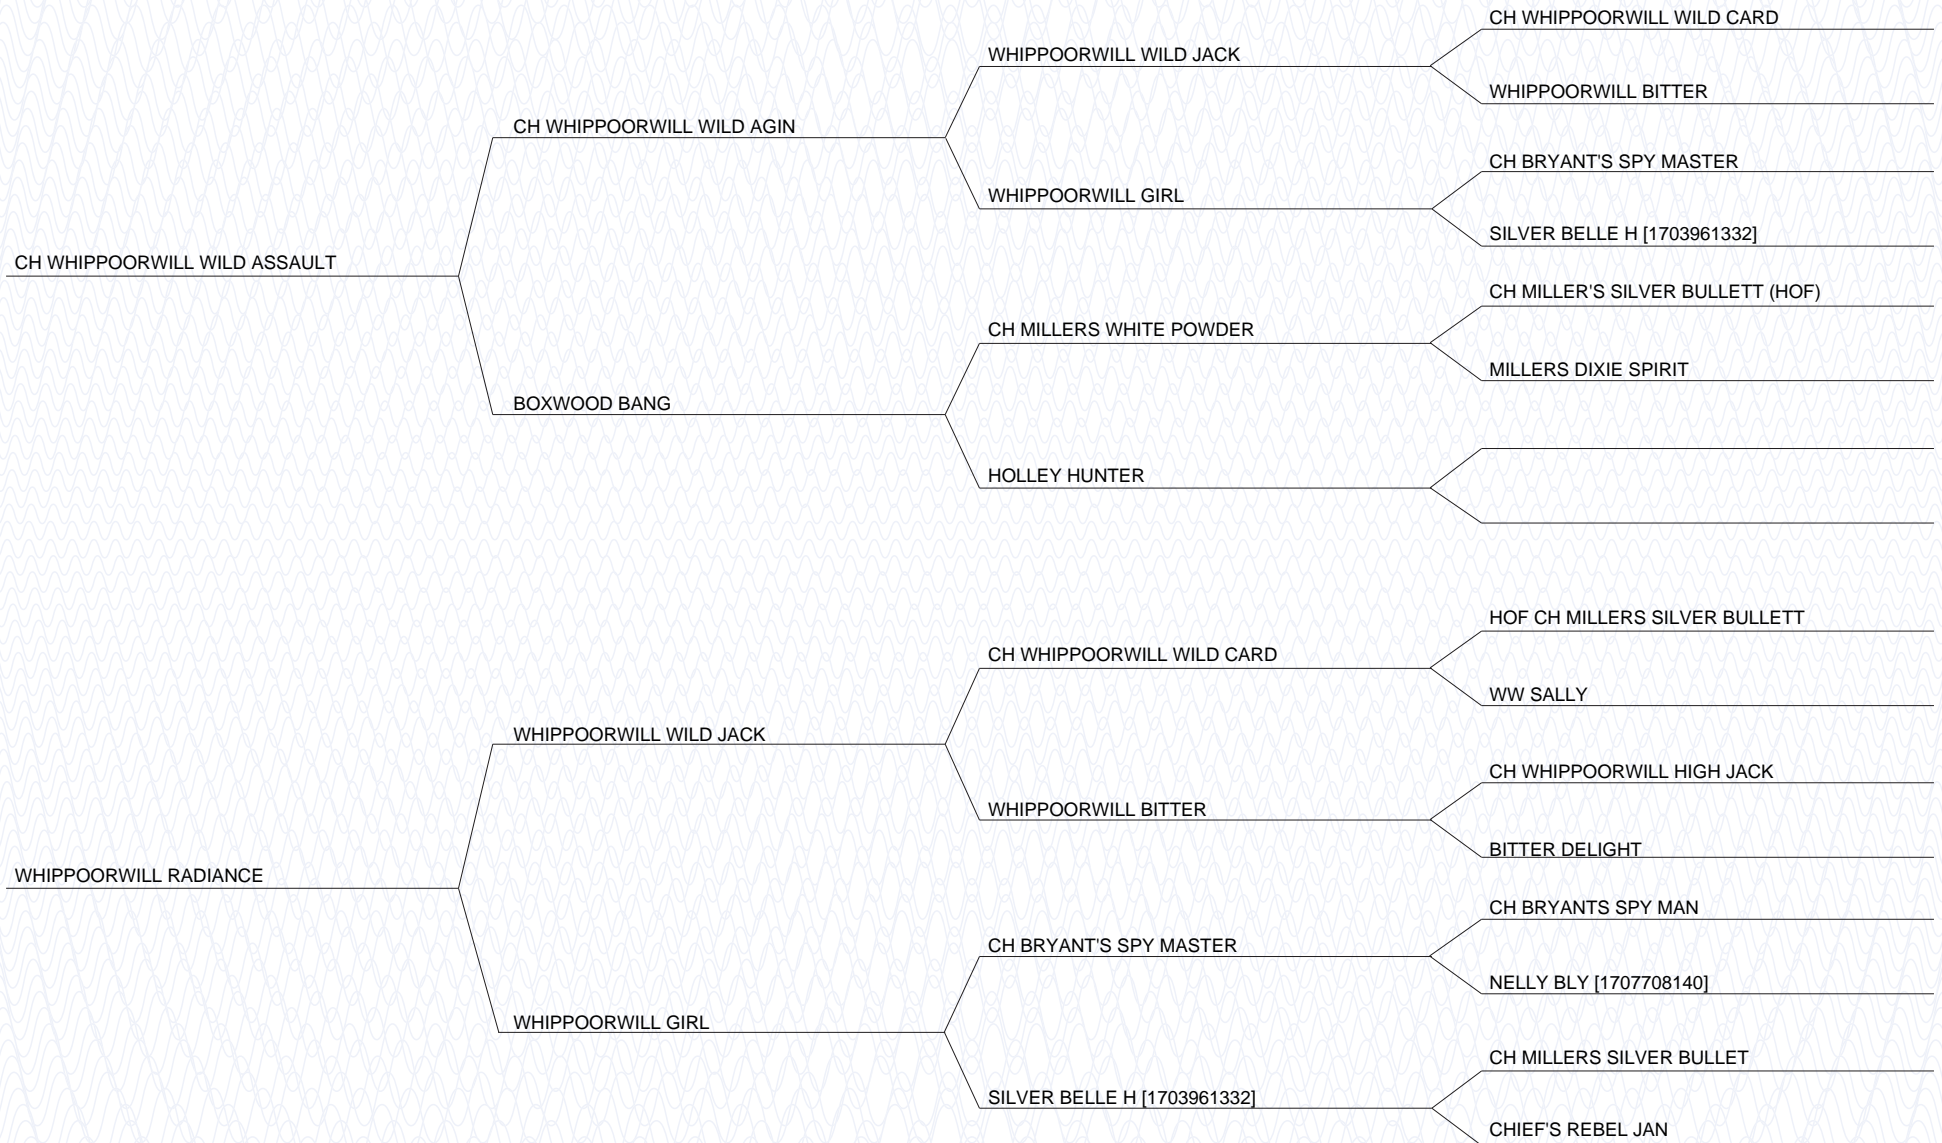 CH WHIPPOORWILL WILD CARD
WHIPPOORWILL WILD JACK
WHIPPOORWILL BITTER
CH WHIPPOORWILL WILD AGIN
CH BRYANT'S SPY MASTER
WHIPPOORWILL GIRL
SILVER BELLE H [1703961332]
CH WHIPPOORWILL WILD ASSAULT
CH MILLER'S SILVER BULLETT (HOF)
CH MILLERS WHITE POWDER
MILLERS DIXIE SPIRIT
BOXWOOD BANG
HOLLEY HUNTER
HOF CH MILLERS SILVER BULLETT
CH WHIPPOORWILL WILD CARD
WW SALLY
WHIPPOORWILL WILD JACK
CH WHIPPOORWILL HIGH JACK
WHIPPOORWILL BITTER
BITTER DELIGHT
WHIPPOORWILL RADIANCE
CH BRYANTS SPY MAN
CH BRYANT'S SPY MASTER
NELLY BLY [1707708140]
WHIPPOORWILL GIRL
CH MILLERS SILVER BULLET
SILVER BELLE H [1703961332]
CHIEF'S REBEL JAN